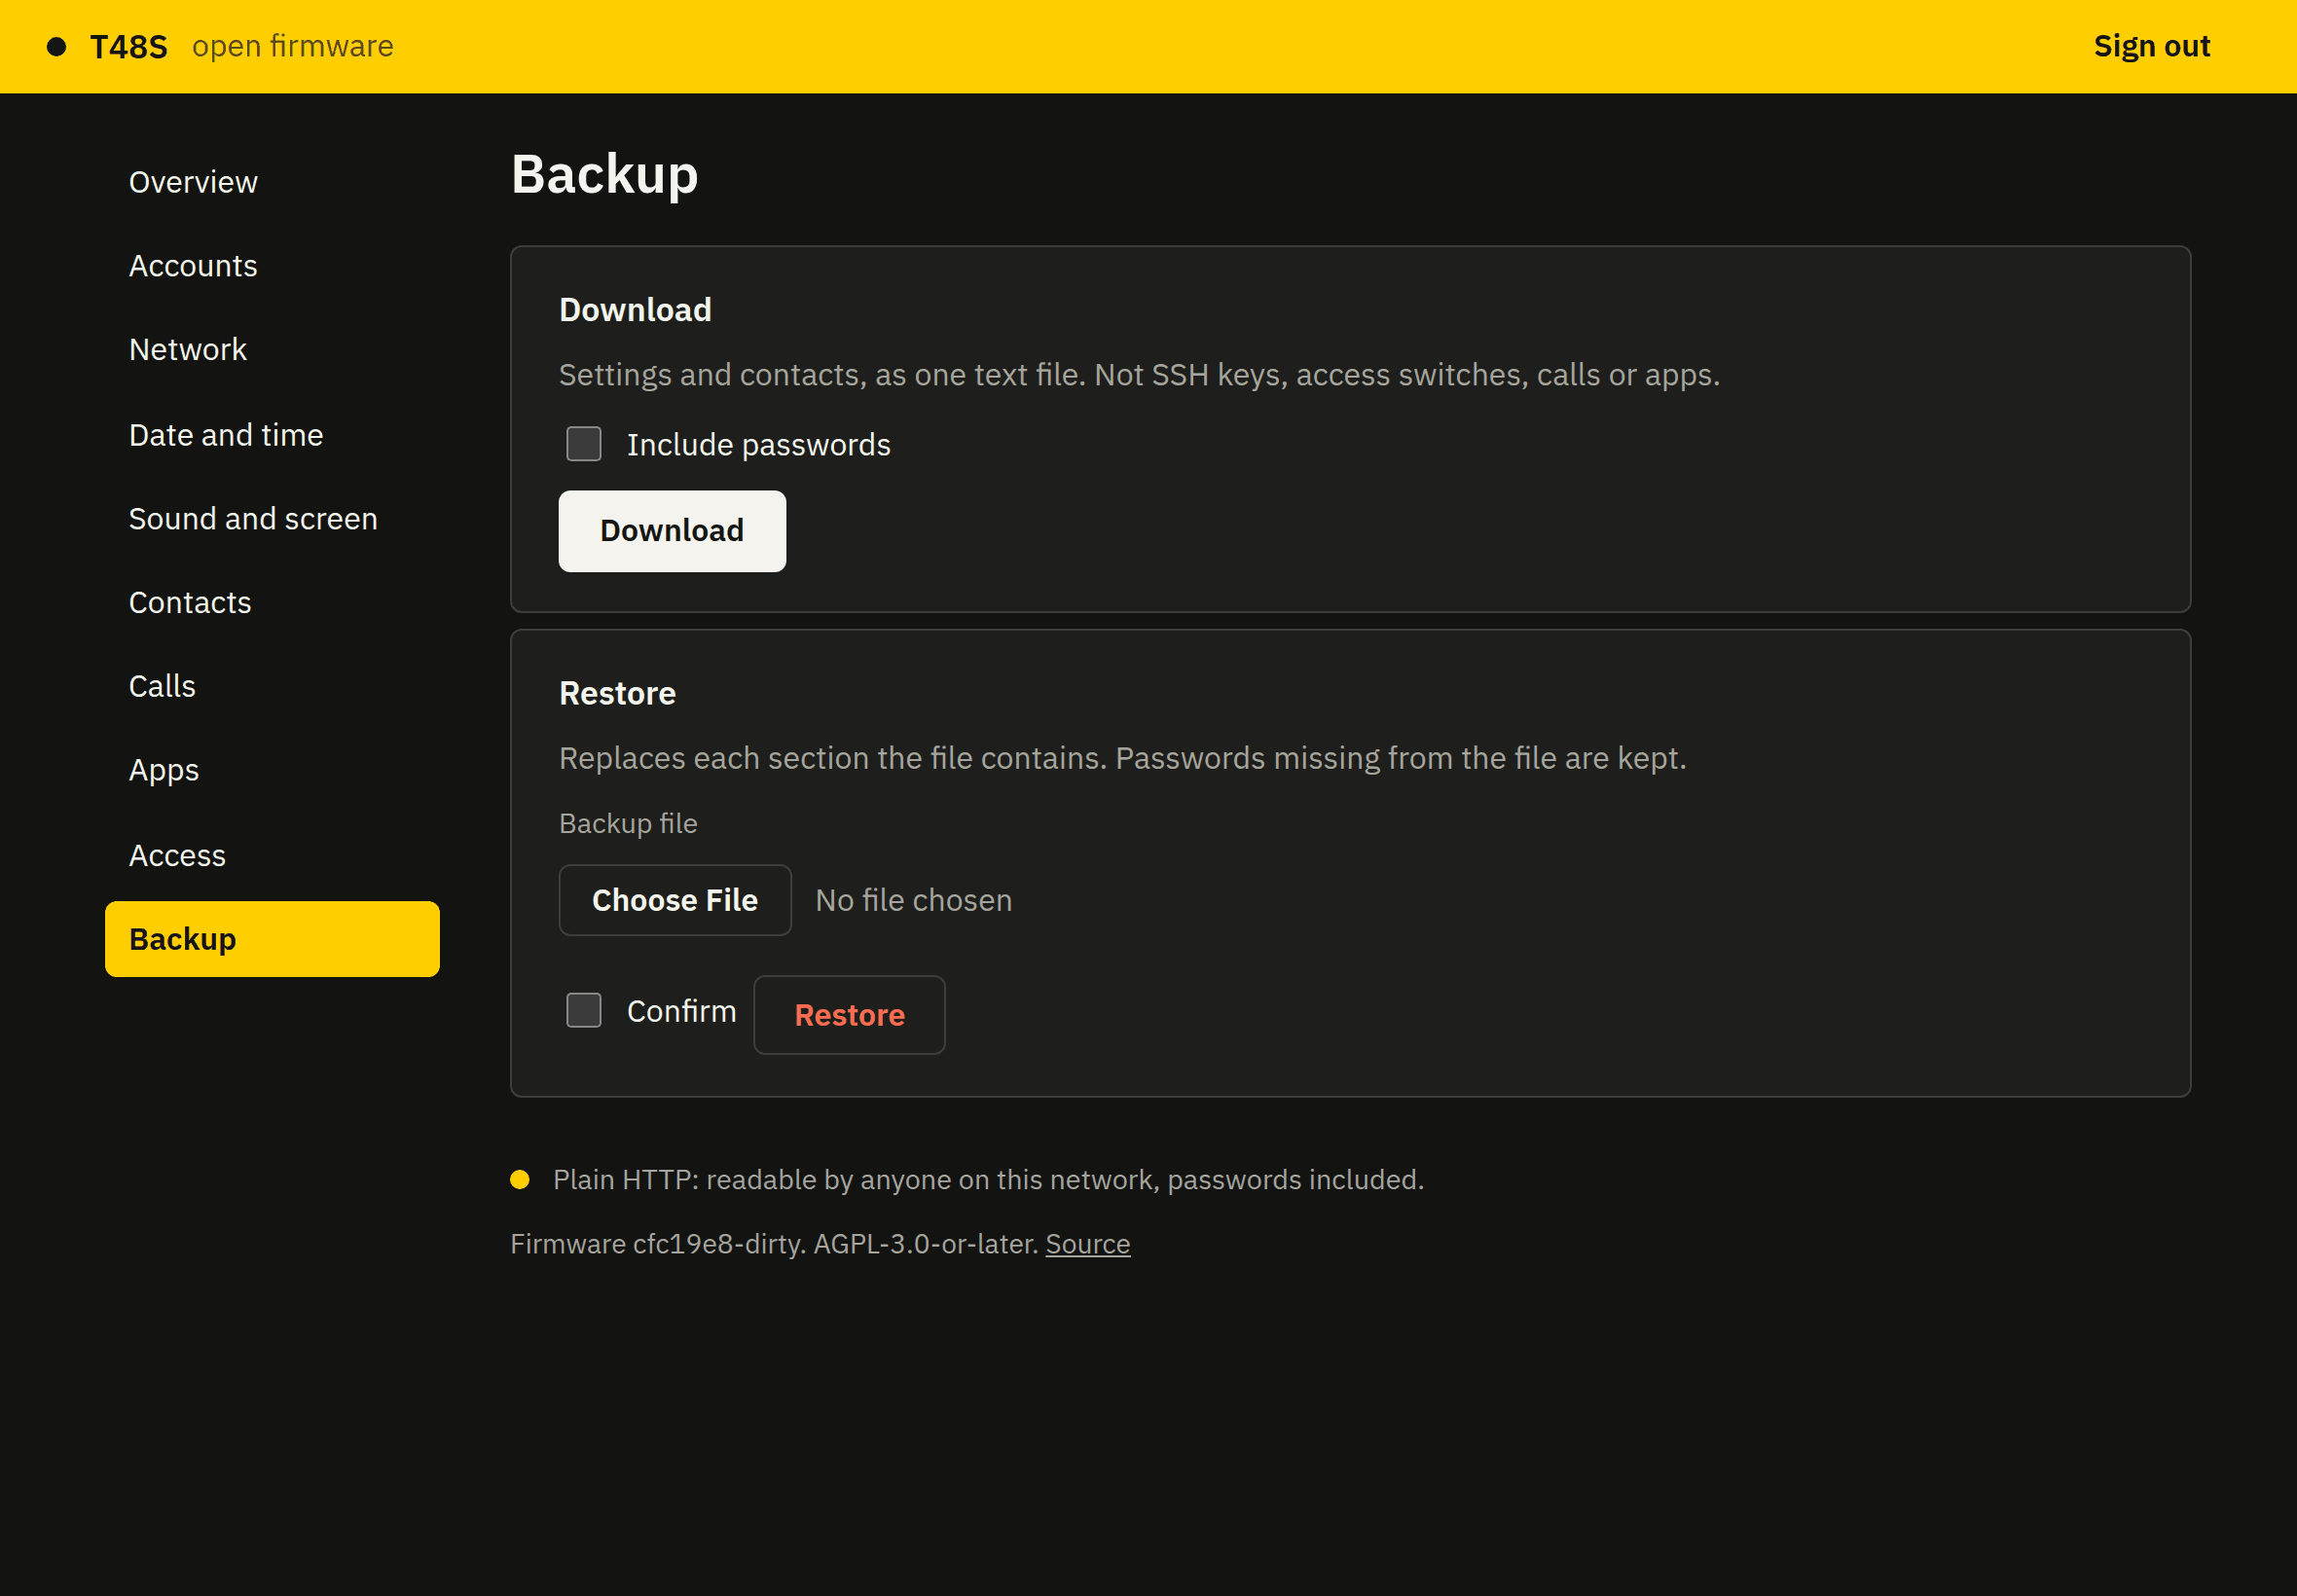 T48S open firmware
Sign out
Overview
Accounts
Network
Date and time
Sound and screen
Contacts
Calls
Apps
Access
Backup
Backup
Download
Settings and contacts, as one text file. Not SSH keys, access switches, calls or apps.
Include passwords
Download
Restore
Replaces each section the file contains. Passwords missing from the file are kept.
Backup file
Choose File No file chosen
Confirm Restore
Plain HTTP: readable by anyone on this network, passwords included.
Firmware cfc19e8-dirty. AGPL-3.0-or-later. Source